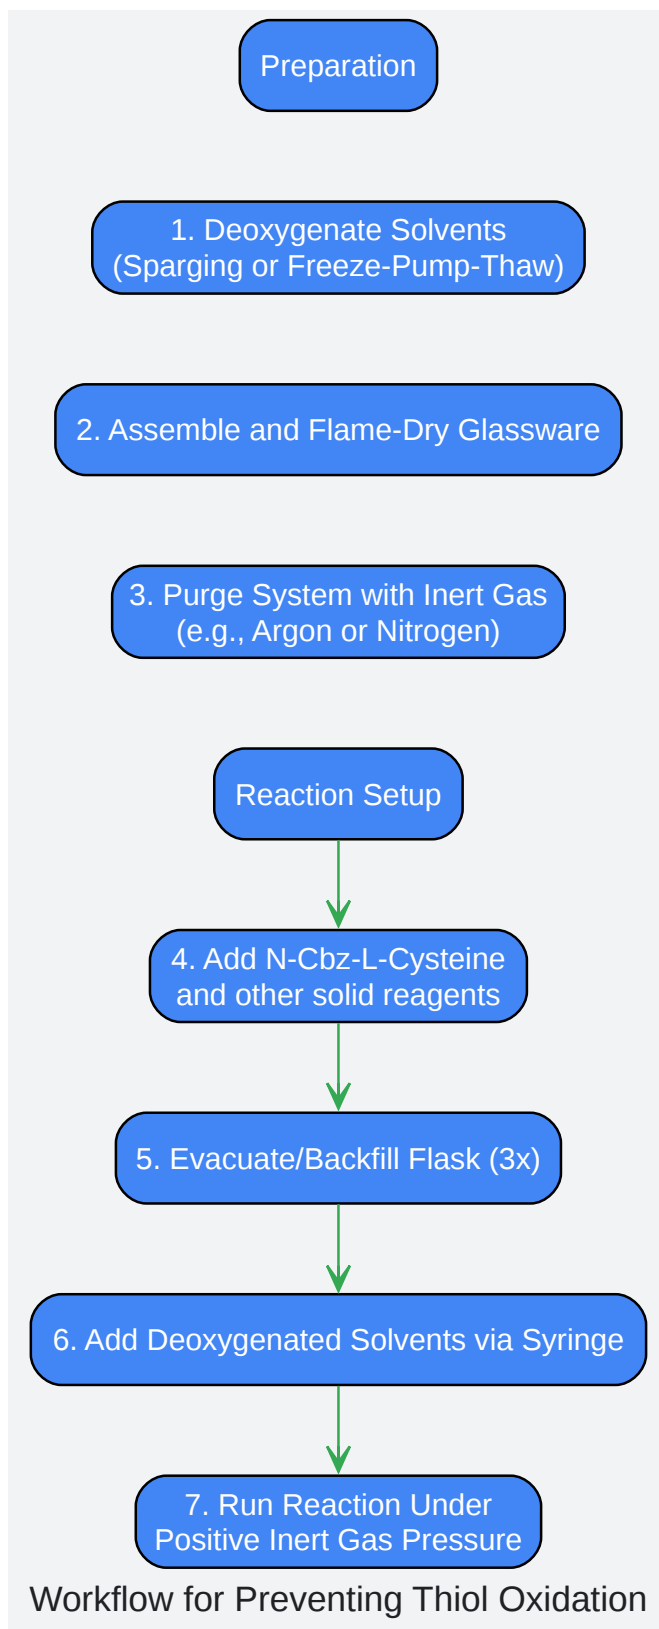 Preparation
1. Deoxygenate Solvents
(Sparging or Freeze-Pump-Thaw)
2. Assemble and Flame-Dry Glassware
3. Purge System with Inert Gas
(e.g., Argon or Nitrogen)
Reaction Setup
4. Add N-Cbz-L-Cysteine
and other solid reagents
5. Evacuate/Backfill Flask (3x)
6. Add Deoxygenated Solvents via Syringe
7. Run Reaction Under
Positive Inert Gas Pressure
Workflow for Preventing Thiol Oxidation